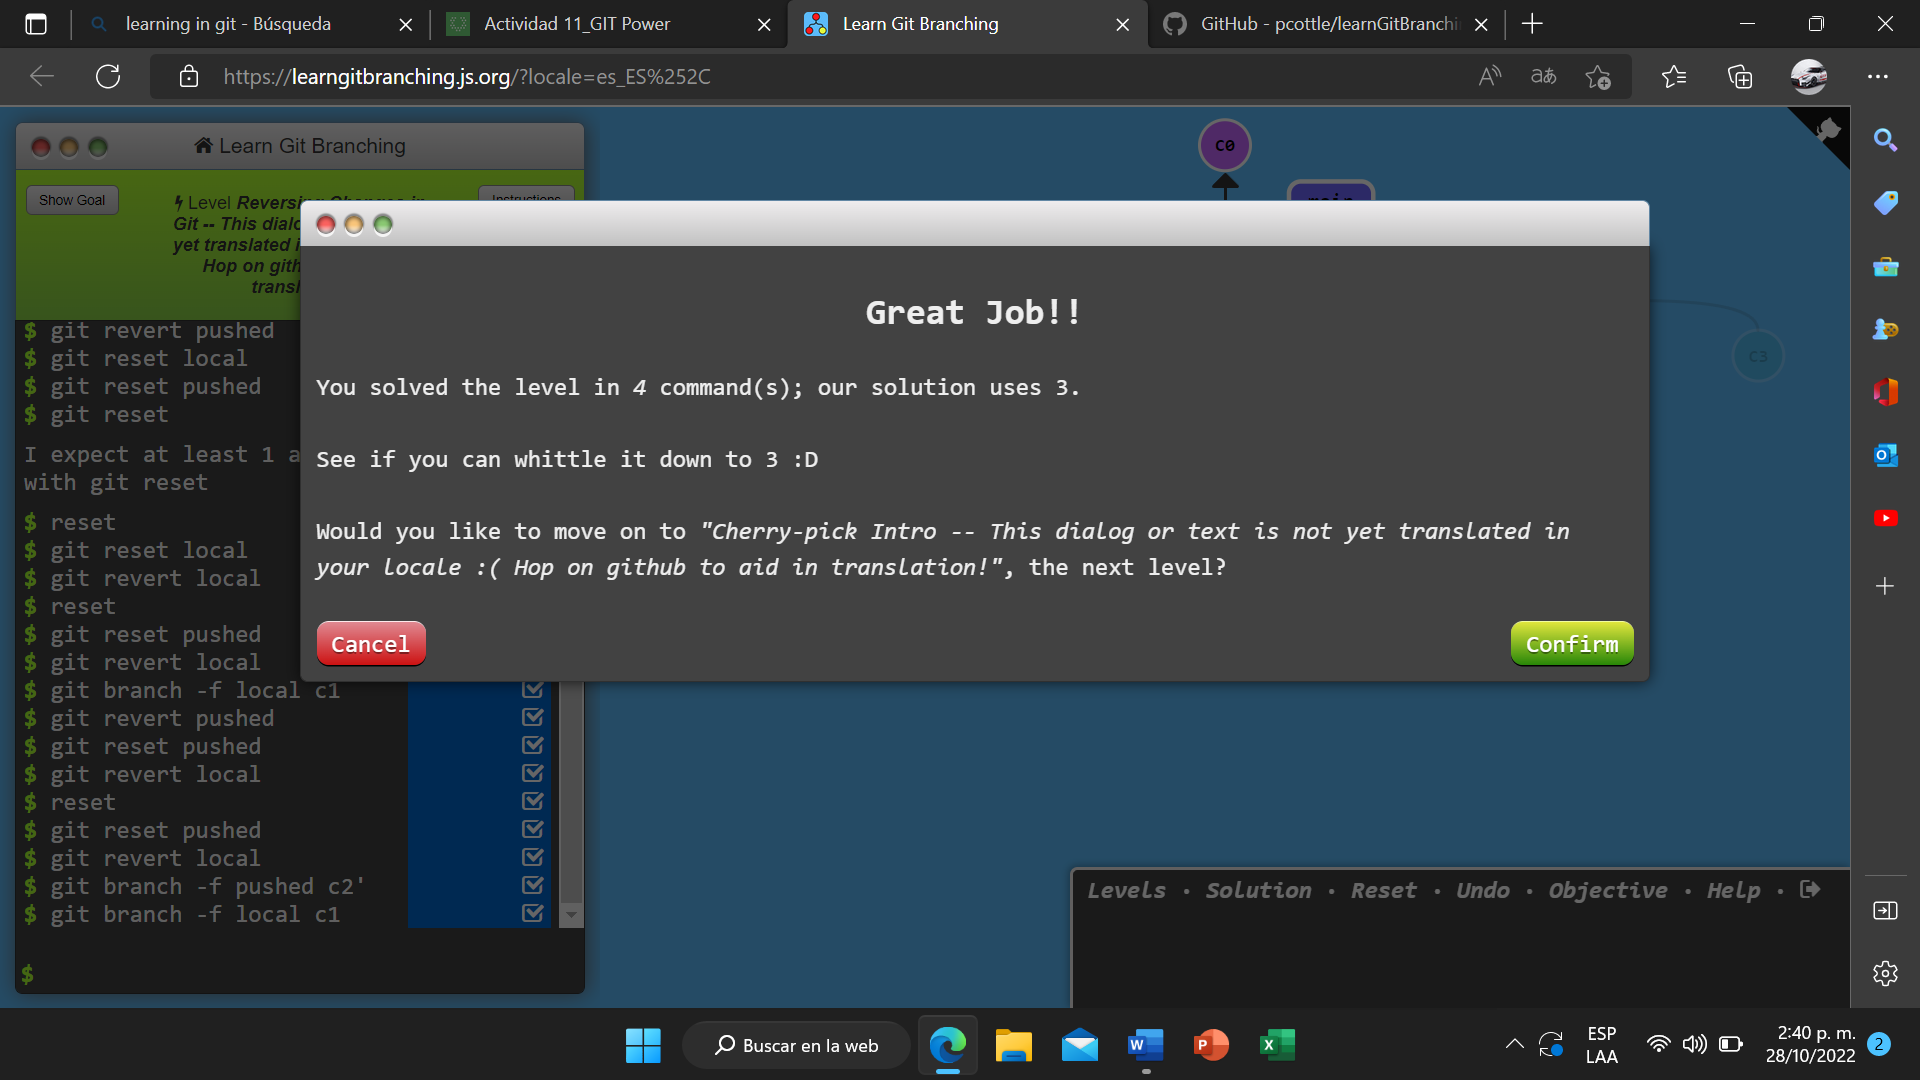 learning in git - Búsqueda
Actividad 11_GIT Power
Learn Git Branching
GitHub - pcottle/learnGitBranchi
https://learngitbranching.js.org/?locale=es_ES%252C
Learn Git Branching
Show Goal
Level Reversing Changes in
Git -- This dialo
yet translated i
Hop on gith
transl
Instructions
$ git revert pushed
$ git reset local
$ git reset pushed
$ git reset
I expect at least 1 a
with git reset
$ reset
$ git reset local
$ git revert local
$ reset
$ git reset pushed
$ git revert local
$ git branch -f local c1
$ git revert pushed
$ git reset pushed
$ git revert local
$ reset
$ git reset pushed
$ git revert local
$ git branch -f pushed c2'
$ git branch -f local c1
$
C0
main
C3
Great Job!!
You solved the level in 4 command(s); our solution uses 3.
See if you can whittle it down to 3 :D
Would you like to move on to "Cherry-pick Intro -- This dialog or text is not yet translated in
your locale :( Hop on github to aid in translation!", the next level?
Cancel
Confirm
Levels · Solution · Reset · Undo · Objective · Help ·
Buscar en la web
ESP
LAA
2:40 p. m.
28/10/2022
2